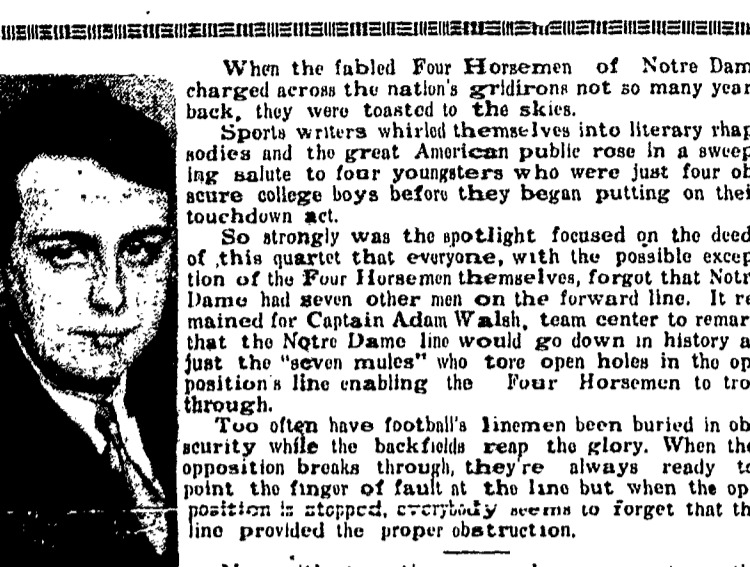 When the fabled Four Horsemen of Notre Dam
charged across the nation's gridirons not so many year
back, they were toasted to the skies.
Sports writers whirled themselves into literary rhap
sodies and the great American public rose in a sweep
ing salute to four youngsters who were just four ob
scure college boys before they began putting on thei
touchdown act.
So strongly was the spotlight focused on the deed
of this quartet that everyone, with the possible excep
tion of the Four Horsemen themselves, forgot that Notr
Dame had seven other men on the forward line. It re
mained for Captain Adam Walsh, team center to remar
that the Notre Dame line would go down in history a
just the "seven mules" who tore open holes in the op
position's line enabling the Four Horsemen to tro
through.
Too often have football's linemen been buried in ob
scurity while the backfields reap the glory. When the
opposition breaks through, they're always ready to
point the finger of fault at the line but when the op
position is stopped, everybody seems to forget that th
line provided the proper obstruction.